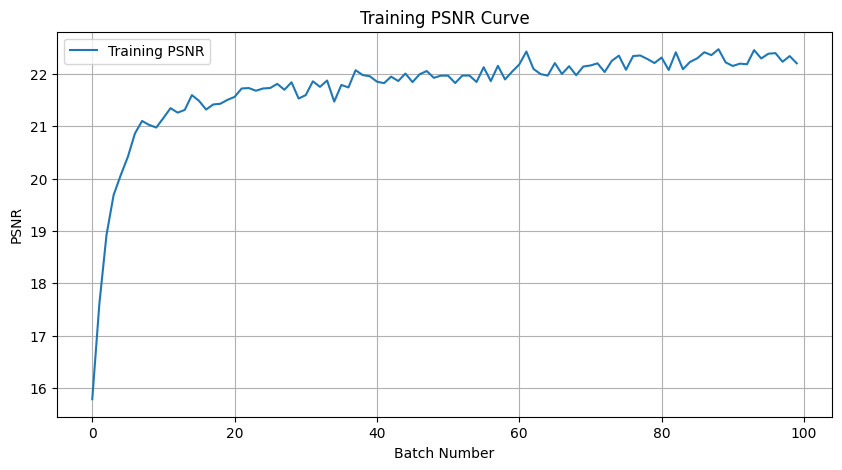 Training PSNR Curve
Training PSNR
PSNR
22
21
20
19
18
17
16
0 20 40 60 80 100
Batch Number